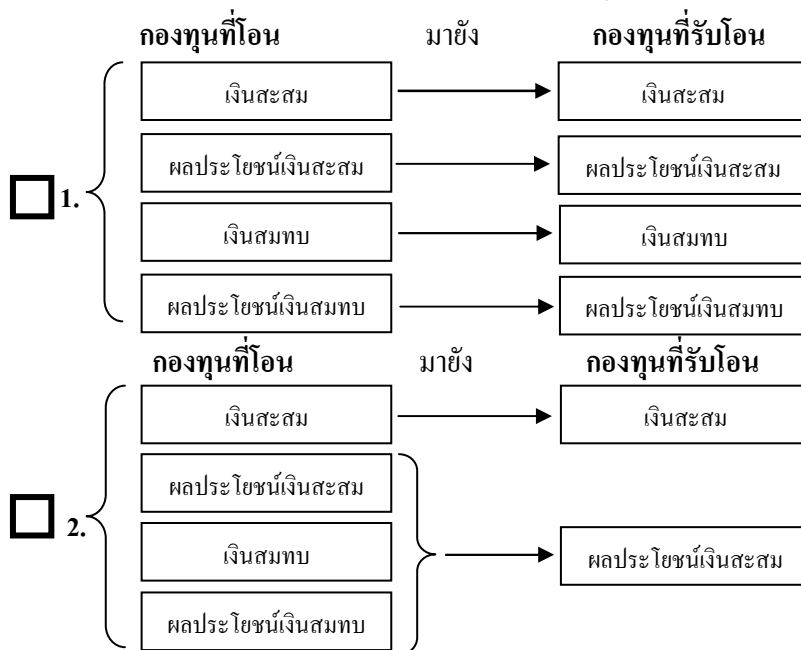 กองทุนที่โอน มายัง กองทุนที่รับโอน
เงินสะสม เงินสะสม
ผลประโยชน์เงินสะสม ผลประโยชน์เงินสะสม
1.
เงินสมทบ เงินสมทบ
ผลประโยชน์เงินสมทบ ผลประโยชน์เงินสมทบ
กองทุนที่โอน มายัง กองทุนที่รับโอน
เงินสะสม เงินสะสม
ผลประโยชน์เงินสะสม
2.
เงินสมทบ ผลประโยชน์เงินสะสม
ผลประโยชน์เงินสมทบ